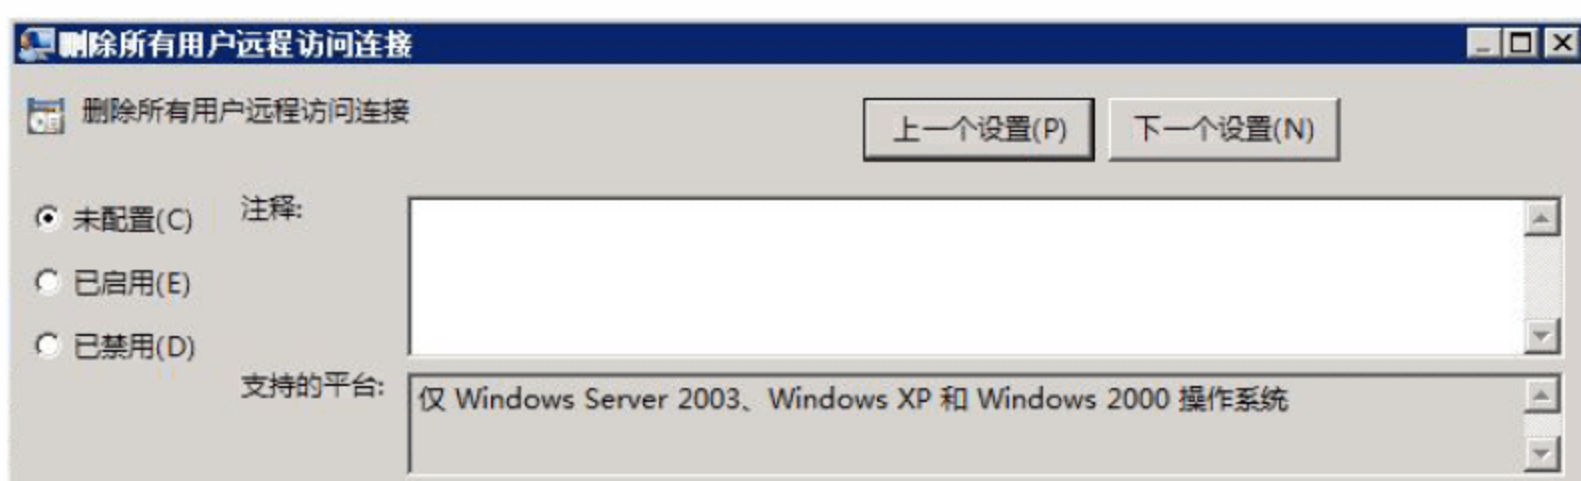 删除所有用户远程访问连接
删除所有用户远程访问连接
上一个设置(P) 下一个设置(N)
未配置(C) 注释:
已启用(E)
已禁用(D)
支持的平台: 仅 Windows Server 2003、Windows XP 和 Windows 2000 操作系统